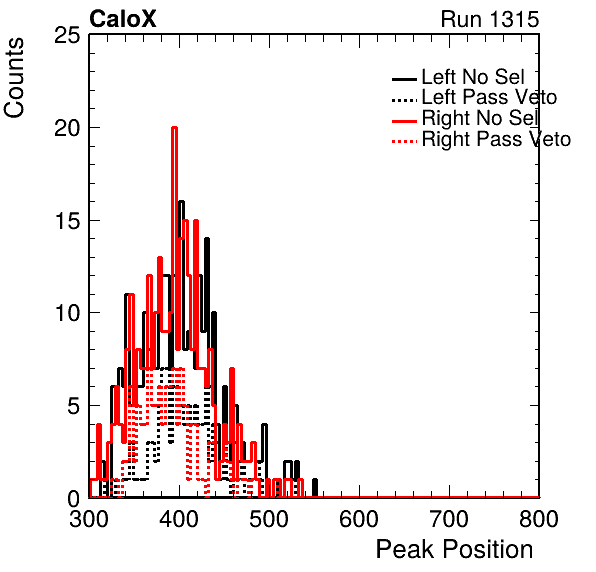 CaloX Run 1315
Counts
25
20
15
10
5
0
Left No Sel
Left Pass Veto
Right No Sel
Right Pass Veto
300 400 500 600 700 800
Peak Position